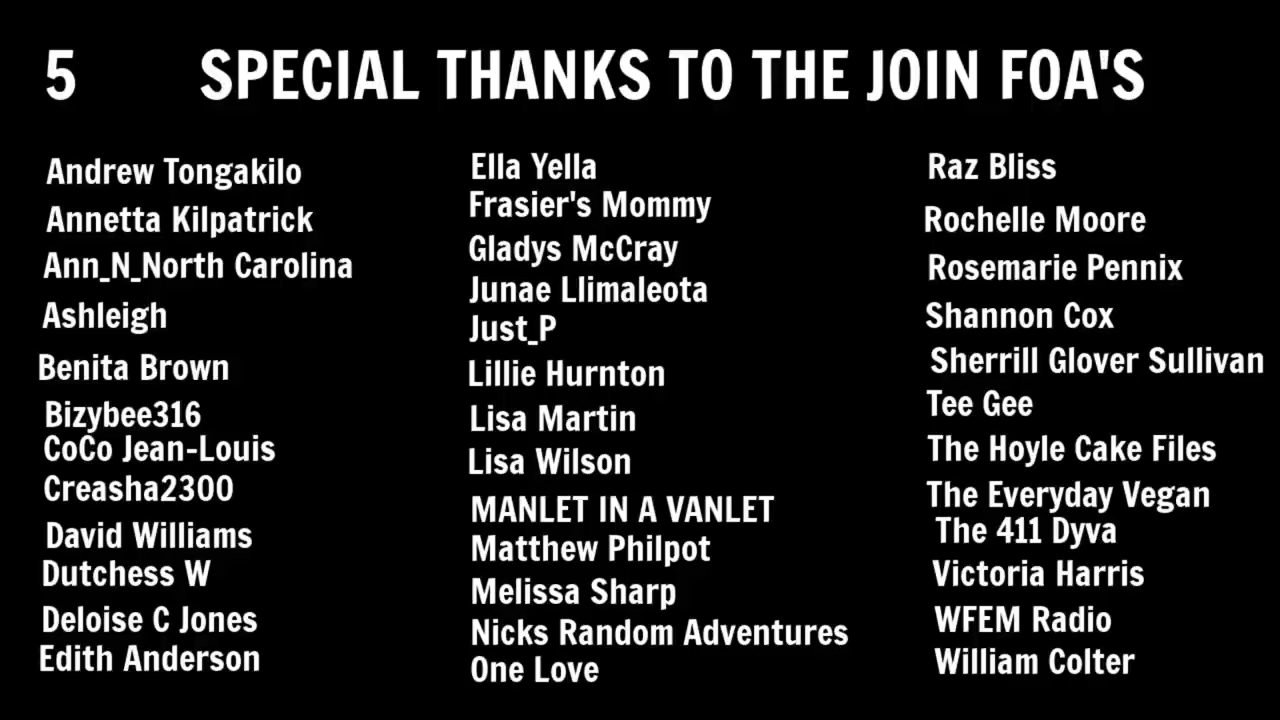 5 SPECIAL THANKS TO THE JOIN FOA'S
Andrew Tongakilo
Annetta Kilpatrick
Ann_N_North Carolina
Ashleigh
Benita Brown
Bizybee316
CoCo Jean-Louis
Creasha2300
David Williams
Dutchess W
Deloise C Jones
Edith Anderson
Ella Yella
Frasier's Mommy
Gladys McCray
Junae Llimaleota
Just_P
Lillie Hurnton
Lisa Martin
Lisa Wilson
MANLET IN A VANLET
Matthew Philpot
Melissa Sharp
Nicks Random Adventures
One Love
Raz Bliss
Rochelle Moore
Rosemarie Pennix
Shannon Cox
Sherrill Glover Sullivan
Tee Gee
The Hoyle Cake Files
The Everyday Vegan
The 411 Dyva
Victoria Harris
WFEM Radio
William Colter